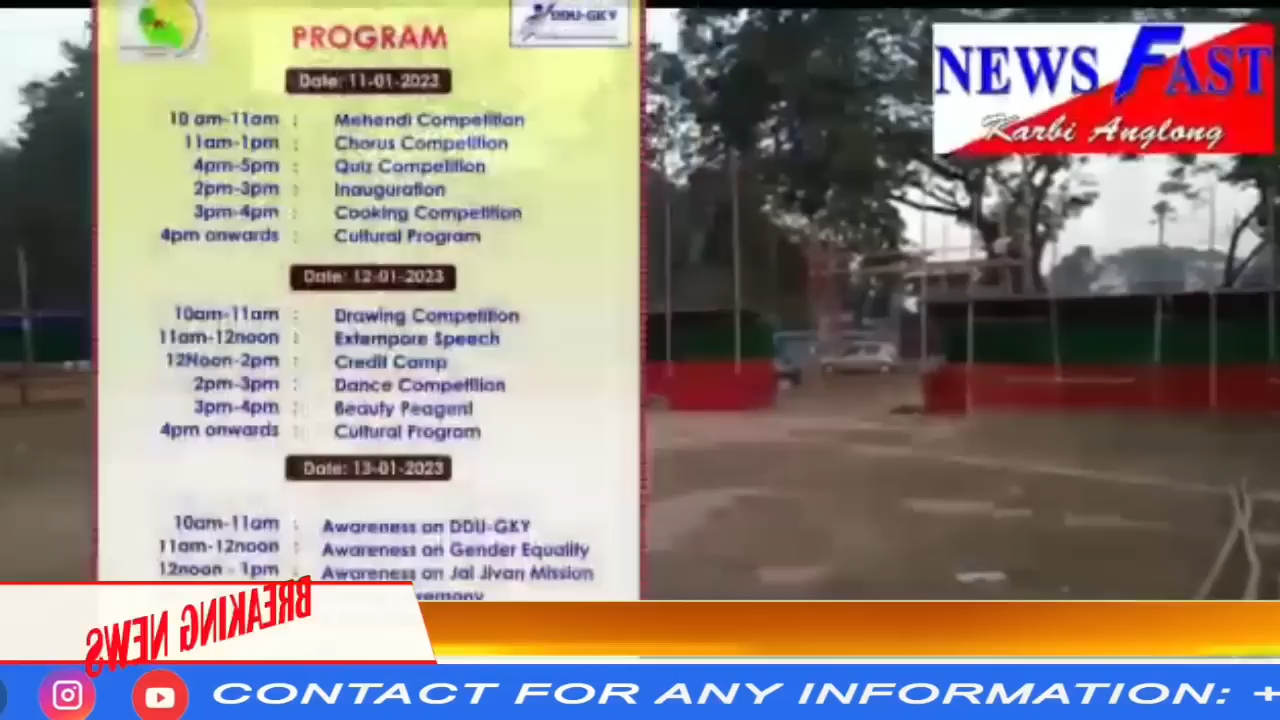 DDU-GKY
PROGRAM
Date: 11-01-2023
10 am-11am : Mehendi Competition
11am-1pm : Chorus Competition
4pm-5pm : Quiz Competition
2pm-3pm : Inauguration
3pm-4pm : Cooking Competition
4pm onwards : Cultural Program
Date: 12-01-2023
10am-11am : Drawing Competition
11am-12noon : Extempore Speech
12Noon-2pm : Credit Camp
2pm-3pm : Dance Competition
3pm-4pm : Beauty Peagent
4pm onwards : Cultural Program
Date: 13-01-2023
10am-11am : Awareness on DDU-GKY
11am-12noon : Awareness on Gender Equality
12noon - 1pm : Awareness on Jal Jivan Mission
NEWS FAST
Karbi Anglong
BREAKING NEWS
CONTACT FOR ANY INFORMATION: +